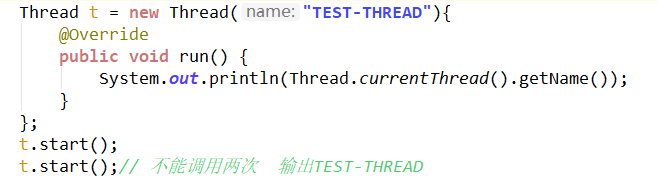 Thread t = new Thread( name: "TEST-THREAD"){
    @Override
    public void run() {
        System.out.println(Thread.currentThread().getName());
    }
};
t.start();
t.start();// 不能调用两次  输出TEST-THREAD